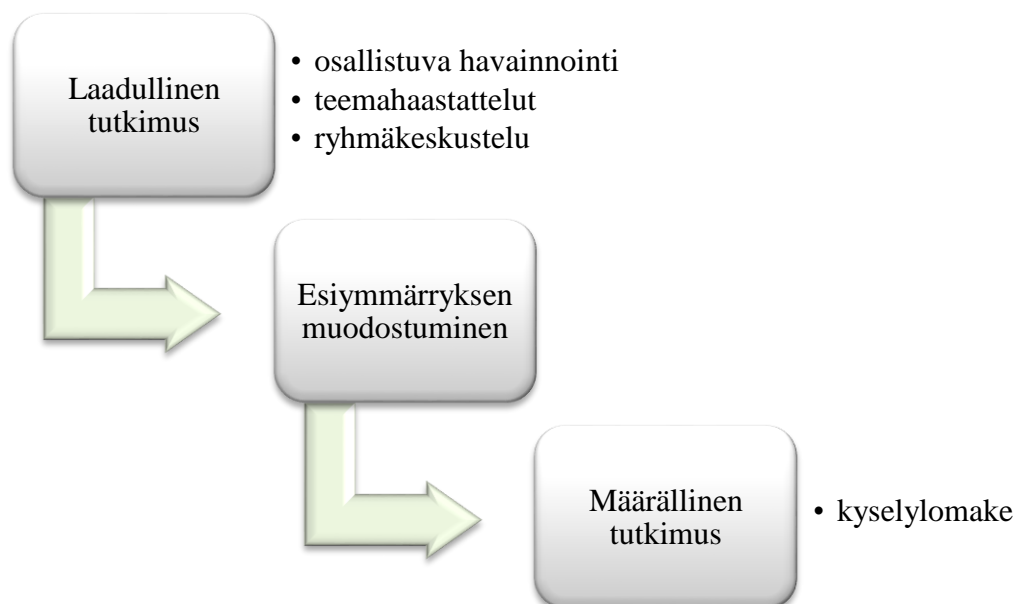 Laadullinen
tutkimus
• osallistuva havainnointi
• teemahaastattelut
• ryhmäkeskustelu
Esiymmärryksen
muodostuminen
Määrällinen
tutkimus
• kyselylomake